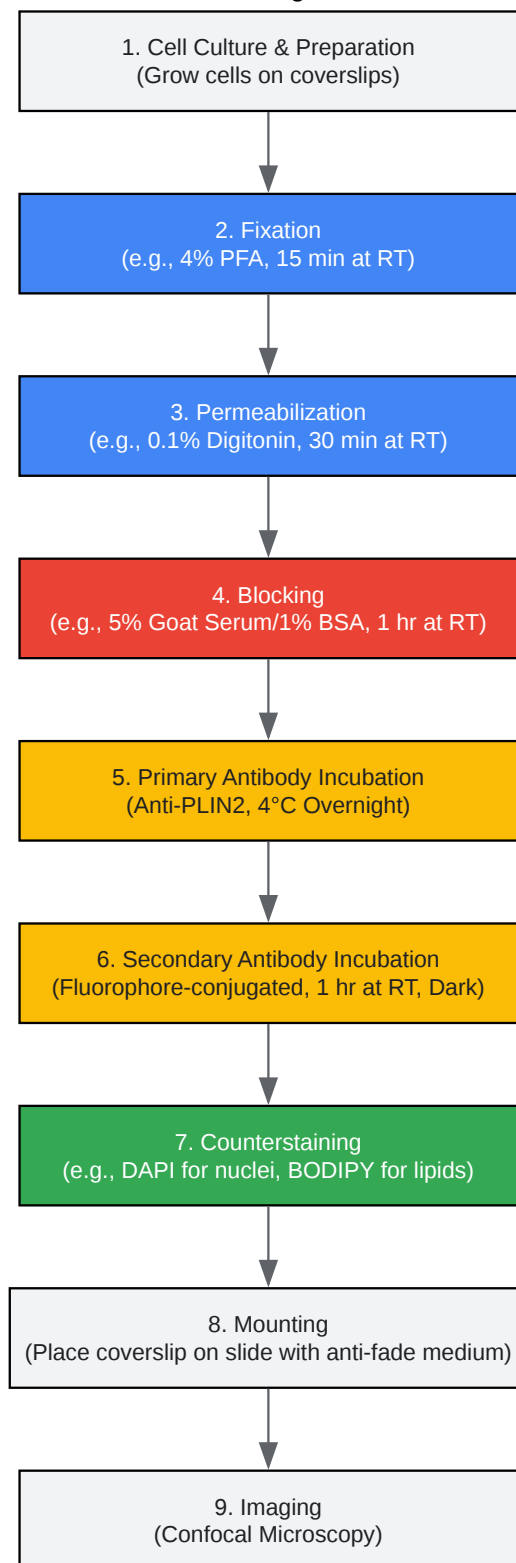 1. Cell Culture & Preparation
(Grow cells on coverslips)
2. Fixation
(e.g., 4% PFA, 15 min at RT)
3. Permeabilization
(e.g., 0.1% Digitonin, 30 min at RT)
4. Blocking
(e.g., 5% Goat Serum/1% BSA, 1 hr at RT)
5. Primary Antibody Incubation
(Anti-PLIN2, 4°C Overnight)
6. Secondary Antibody Incubation
(Fluorophore-conjugated, 1 hr at RT, Dark)
7. Counterstaining
(e.g., DAPI for nuclei, BODIPY for lipids)
8. Mounting
(Place coverslip on slide with anti-fade medium)
9. Imaging
(Confocal Microscopy)